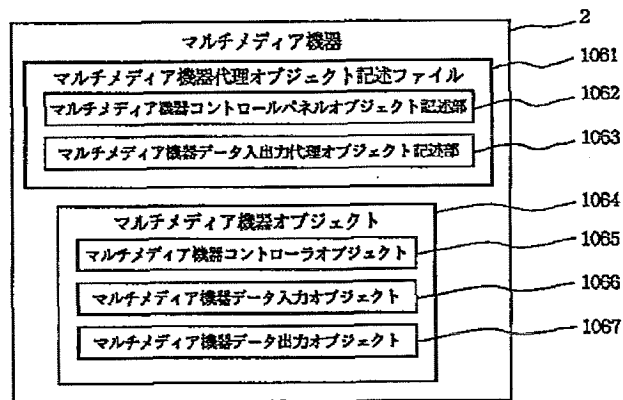 マルチメディア機器
2
マルチメディア機器代理オブジェクト記述ファイル
1061
マルチメディア機器コントロールパネルオブジェクト記述部
1062
マルチメディア機器データ入出力代理オブジェクト記述部
1063
マルチメディア機器オブジェクト
1064
マルチメディア機器コントローラオブジェクト
1065
マルチメディア機器データ入力オブジェクト
1066
マルチメディア機器データ出力オブジェクト
1067